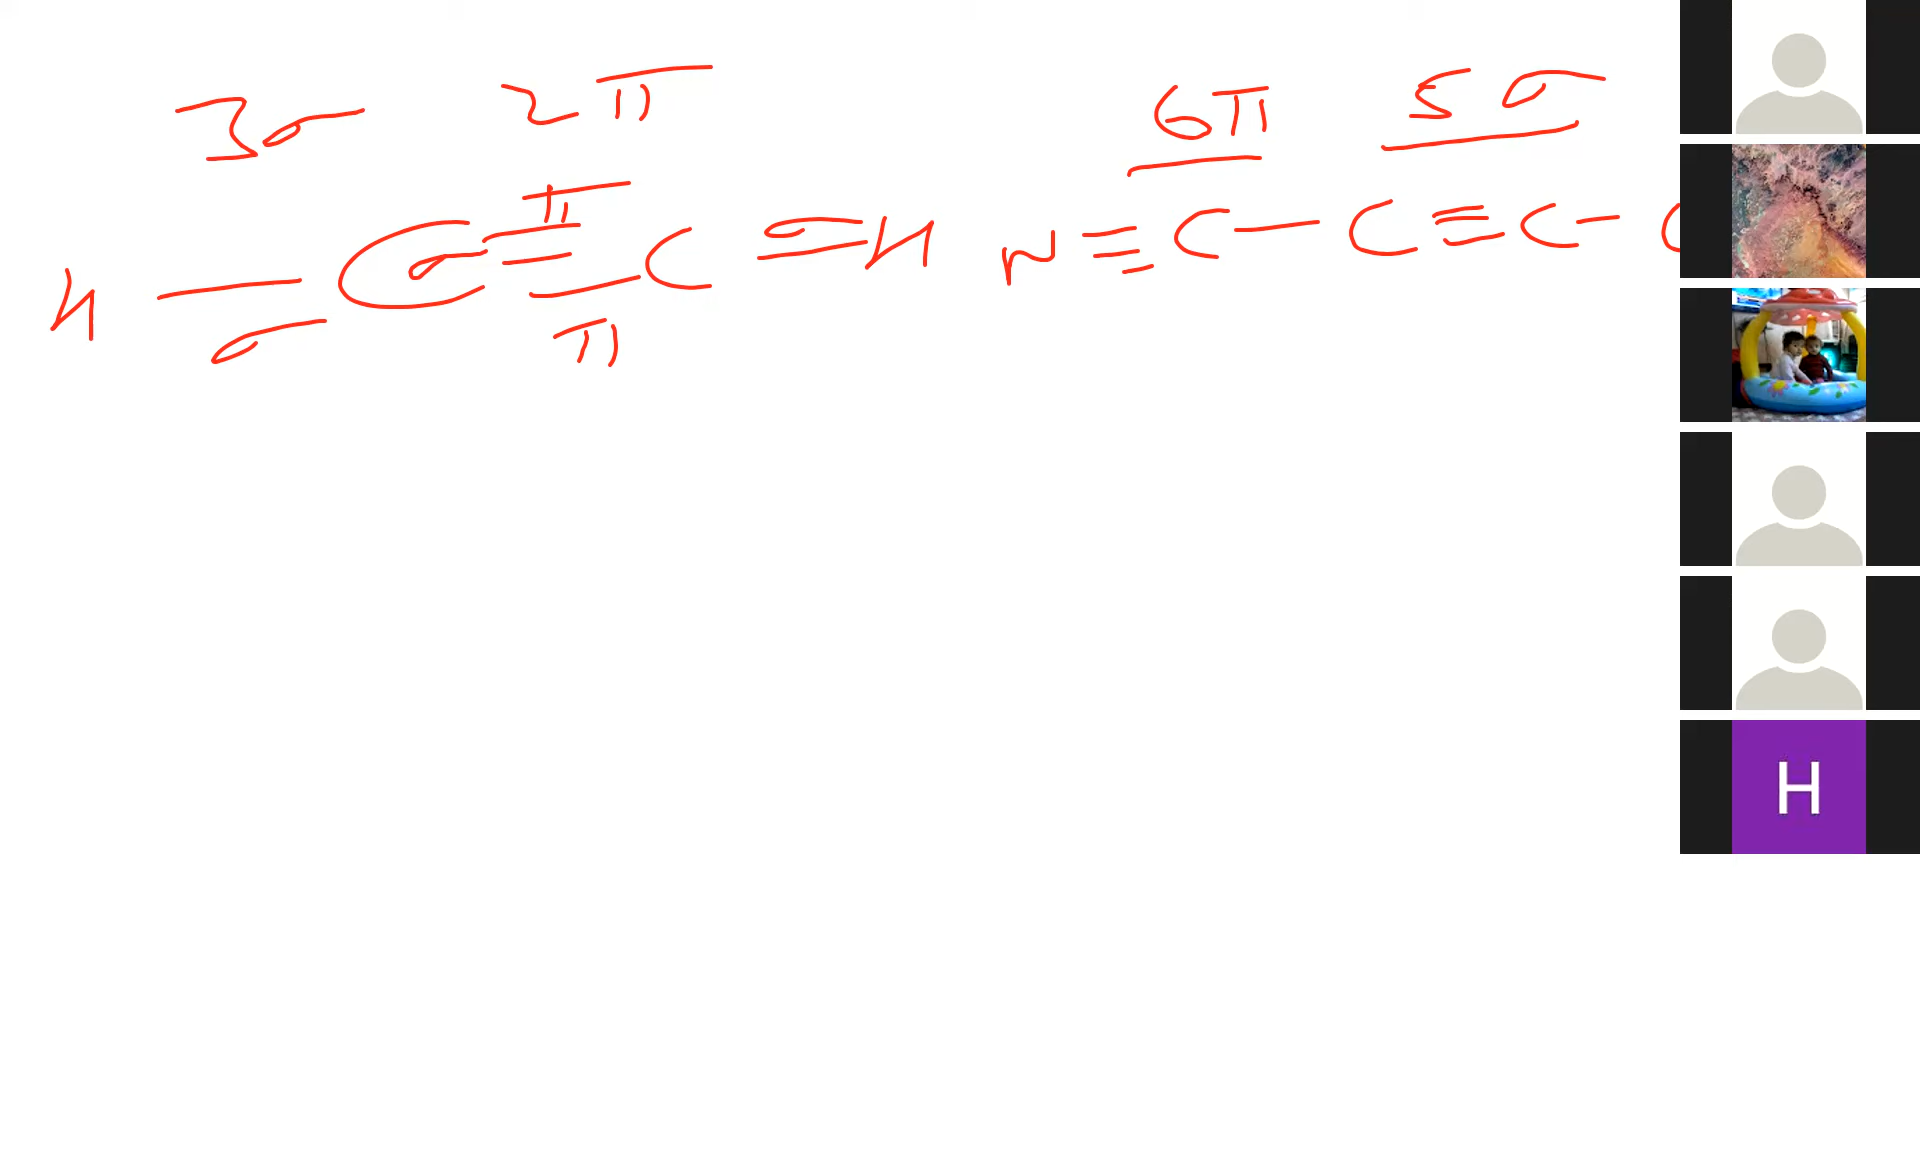 3σ 2π 6π 5σ
π
H — C ≡ C — H N ≡ C — C ≡ C — C
σ σ σ
π
H